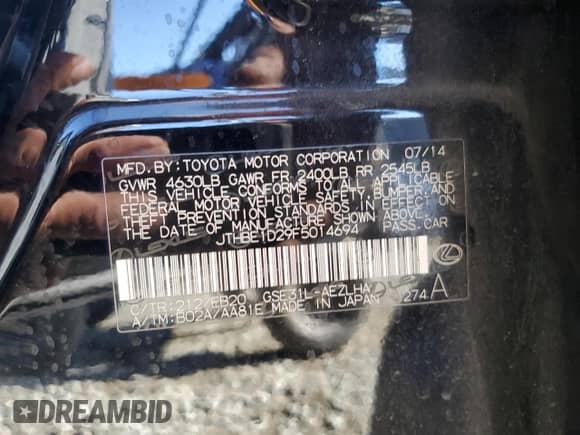 MFD. BY: TOYOTA MOTOR CORPORATION 07/14
GVWR 4630LB GAWR FR 2400LB RR 2545LB
THIS VEHICLE CONFORMS TO ALL APPLICABLE
FEDERAL MOTOR VEHICLE SAFETY, BUMPER, AND
THEFT PREVENTION STANDARDS IN EFFECT ON
THE DATE OF MANUFACTURE SHOWN ABOVE.
JTHBE1D29F5014694 PASS. CAR
C/TR: 212/EB20 GSE31L-AEZLHA
A/TM: B02A/AA81E MADE IN JAPAN 274 A
DREAMBID